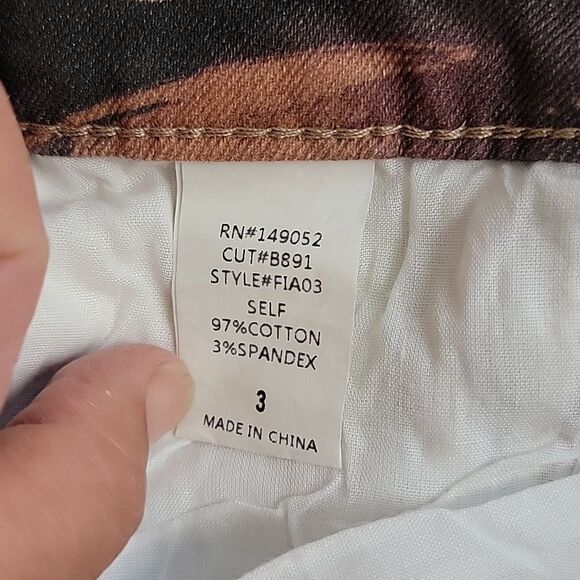 RN#149052
CUT#B891
STYLE#FIA03
SELF
97%COTTON
3%SPANDEX
3
MADE IN CHINA